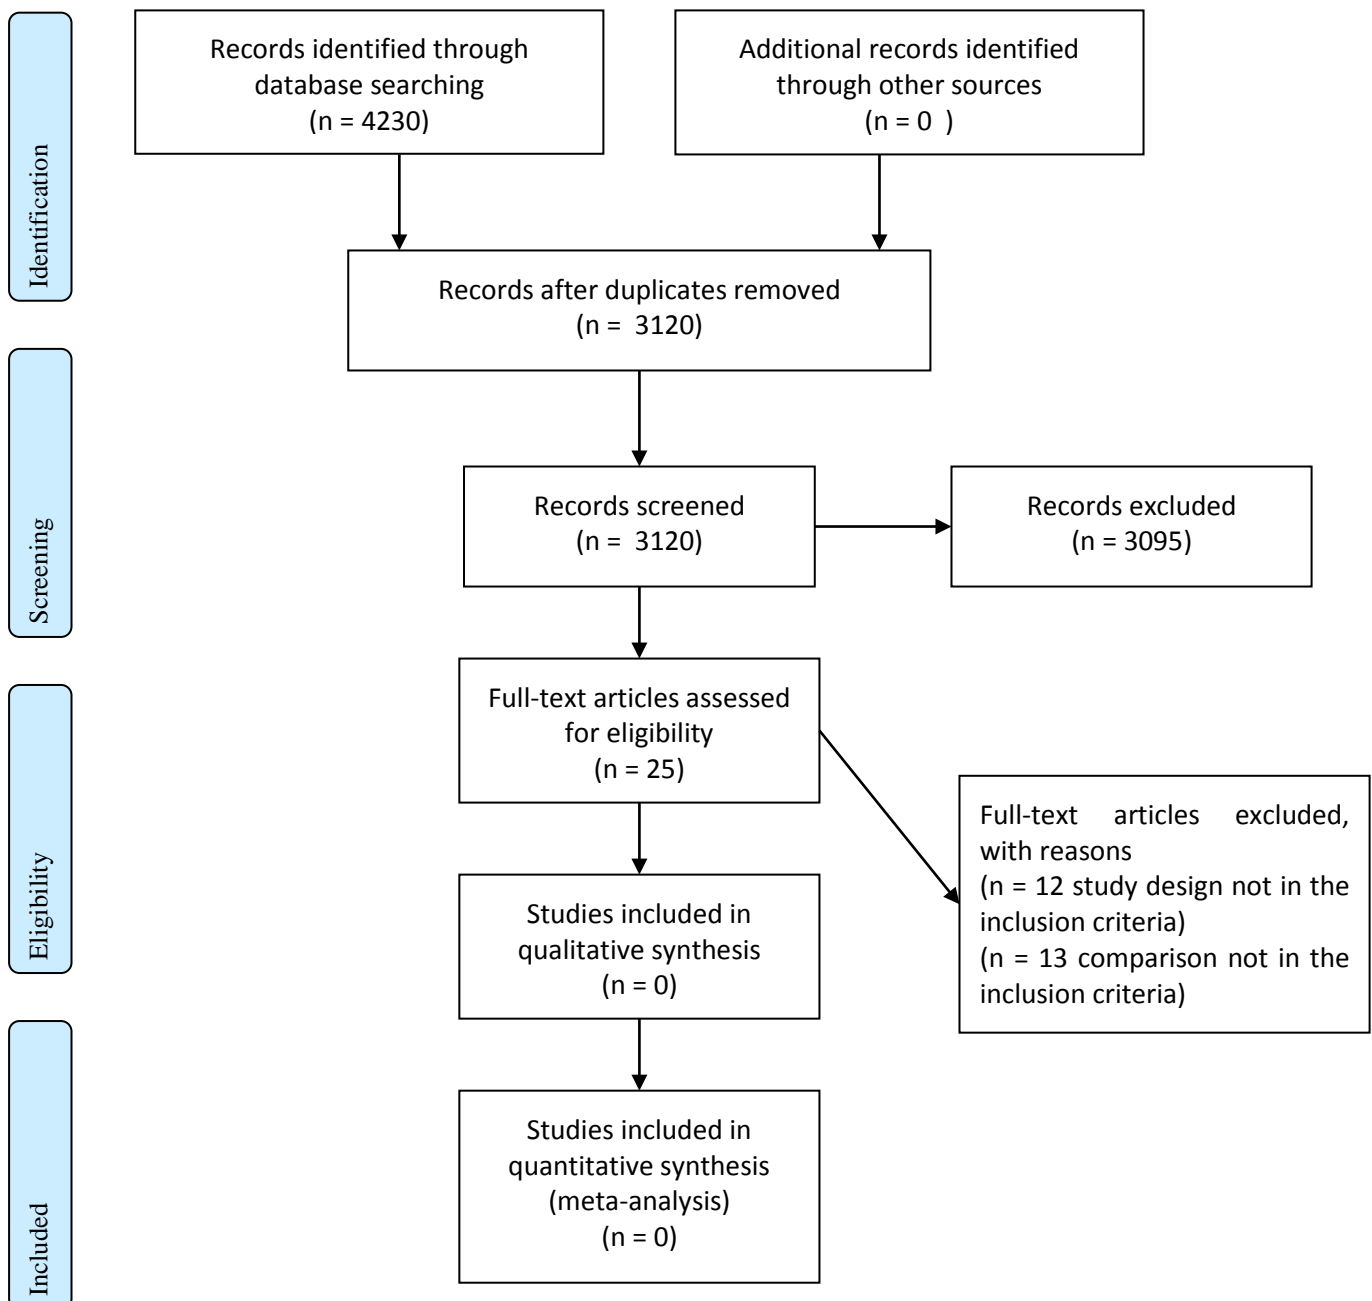 Identification
Records identified through
database searching
(n = 4230)
Additional records identified
through other sources
(n = 0  )
Records after duplicates removed
(n =  3120)
Screening
Records screened
(n =  3120)
Records excluded
(n = 3095)
Eligibility
Full-text articles assessed
for eligibility
(n = 25)
Full-text articles excluded,
with reasons
(n = 12 study design not in the
inclusion criteria)
(n = 13 comparison not in the
inclusion criteria)
Studies included in
qualitative synthesis
(n = 0)
Included
Studies included in
quantitative synthesis
(meta-analysis)
(n = 0)